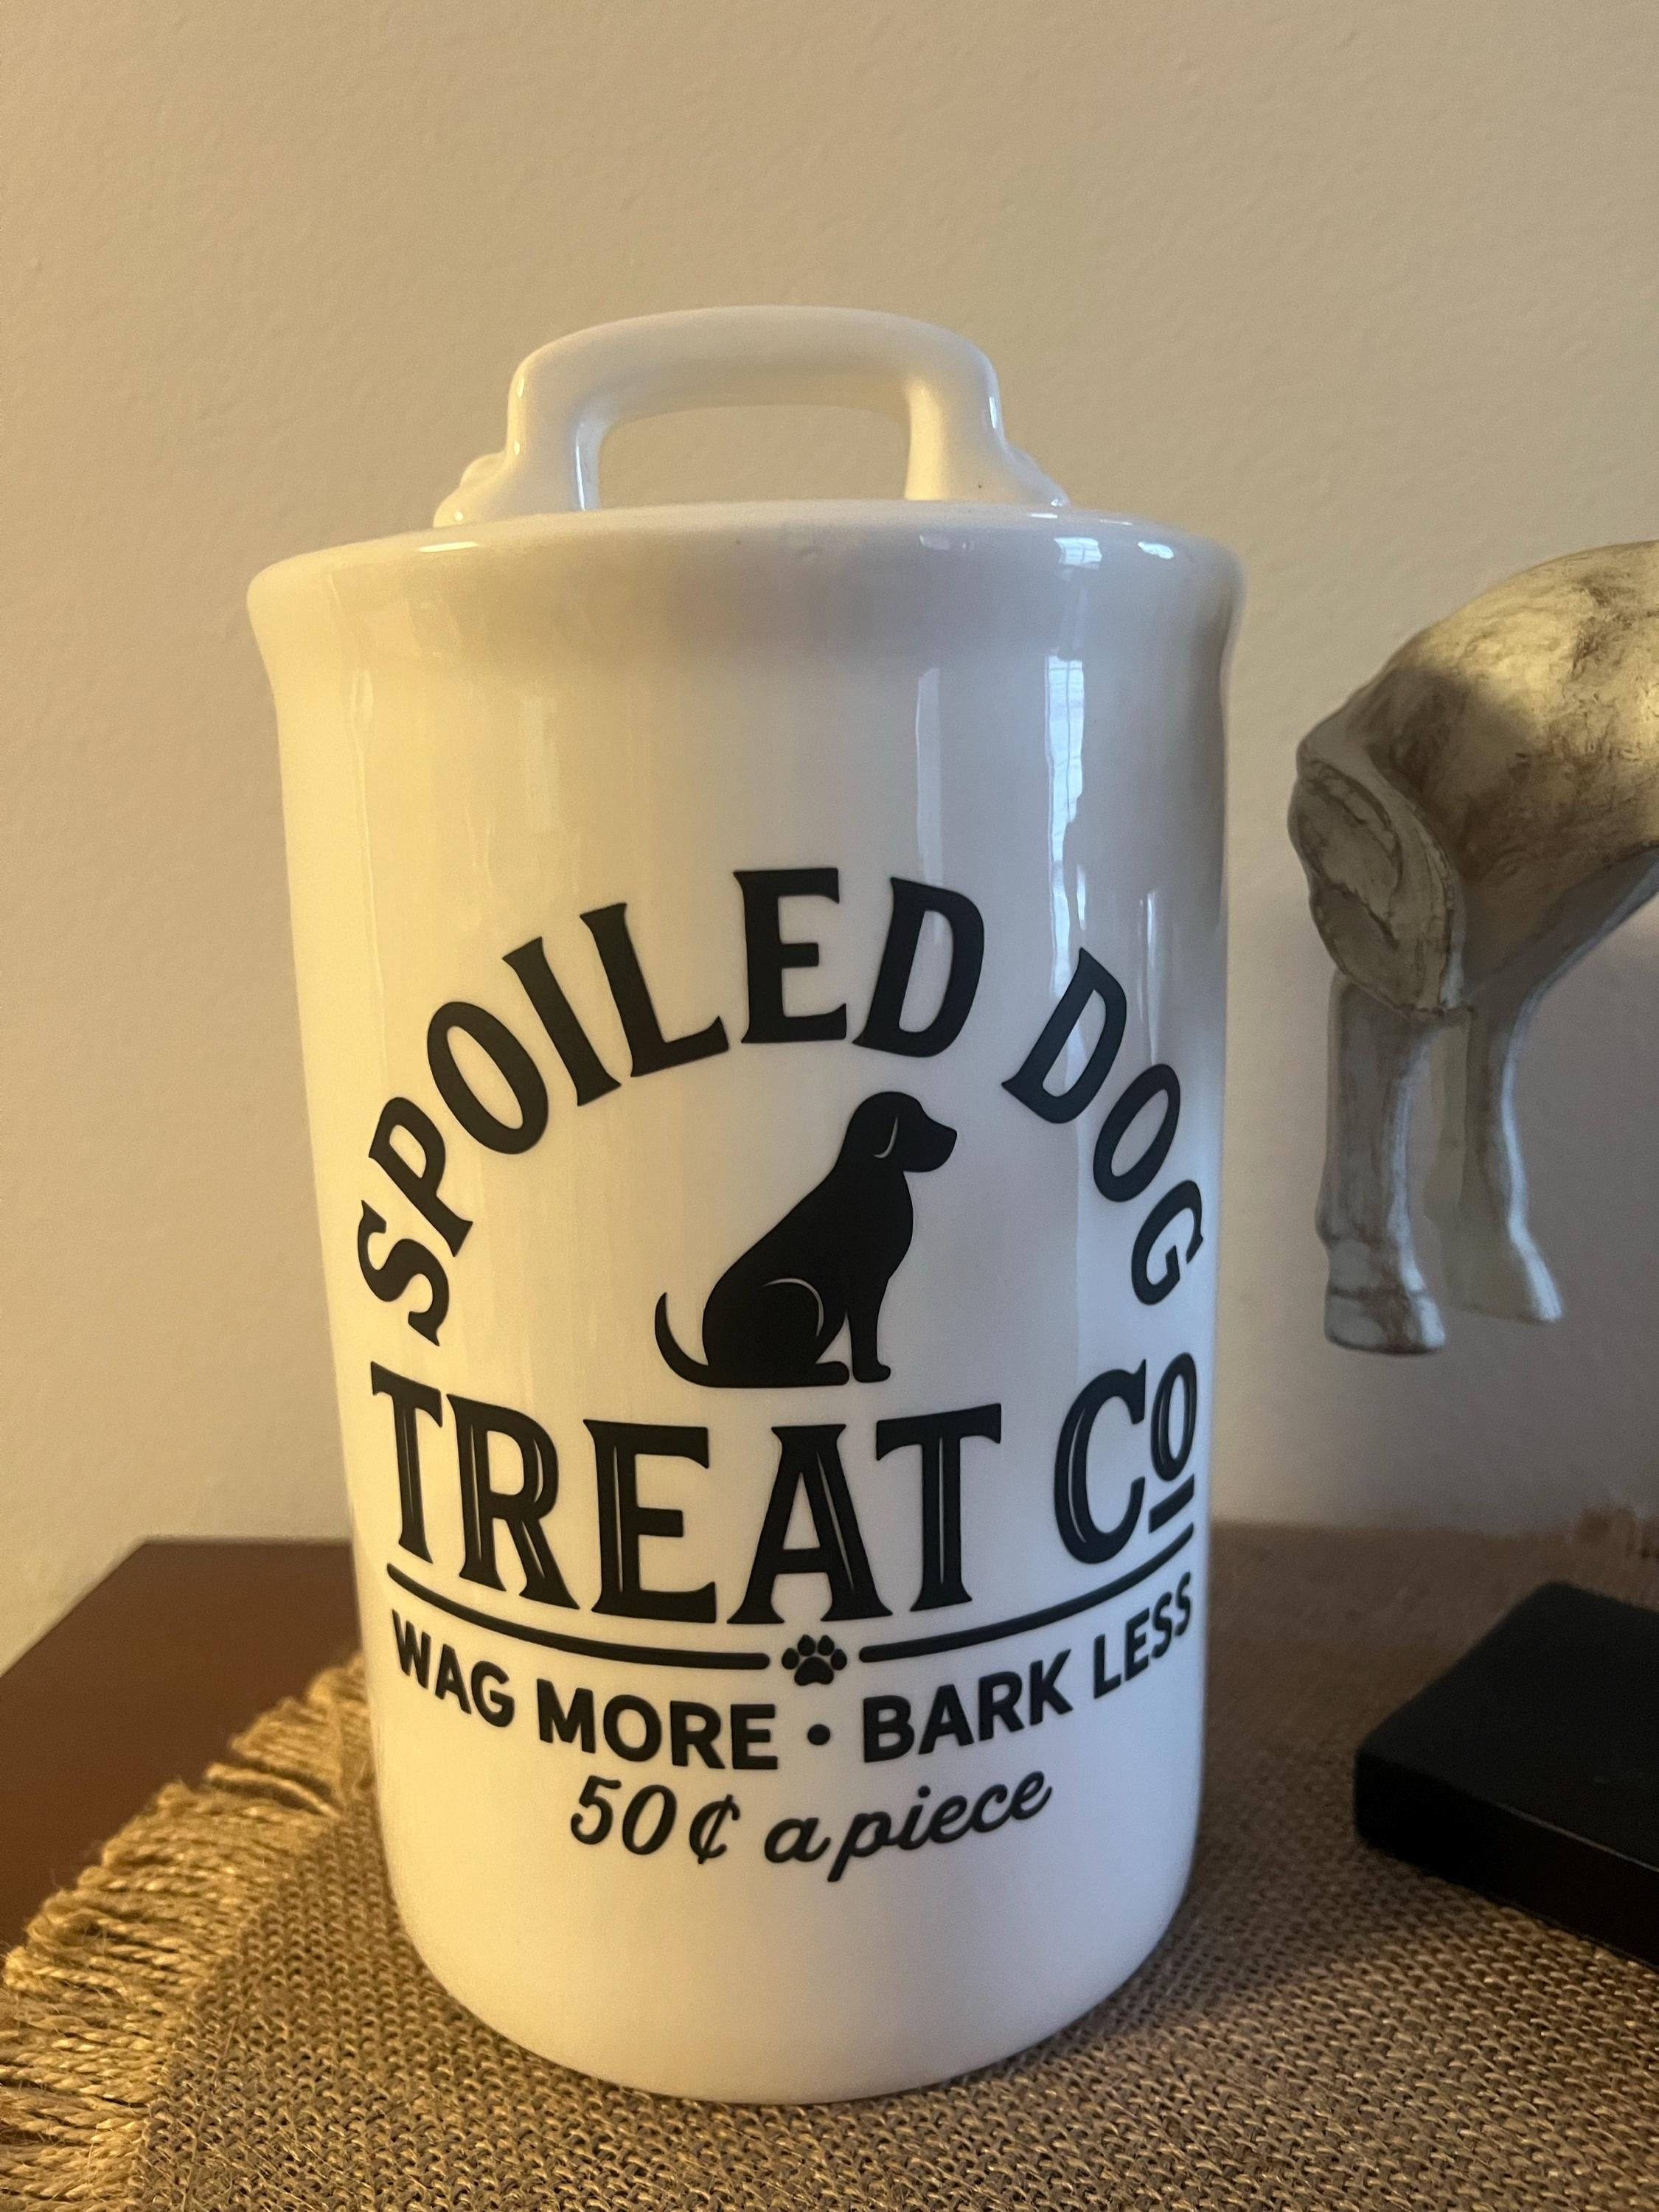 SPOILED DOG
TREAT Co
WAG MORE • BARK LESS
50¢ a piece